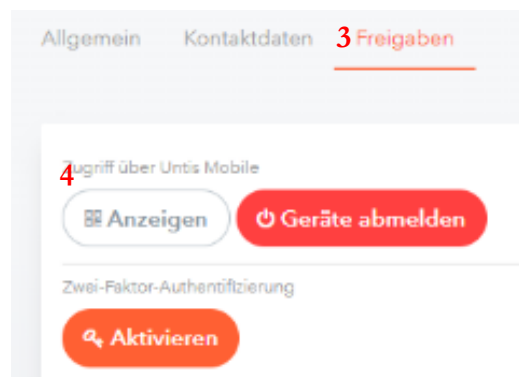 Allgemein Kontaktdaten 3 Freigaben
4 Zugriff über Untis Mobile
Anzeigen Geräte abmelden
Zwei-Faktor-Authentifizierung
Aktivieren